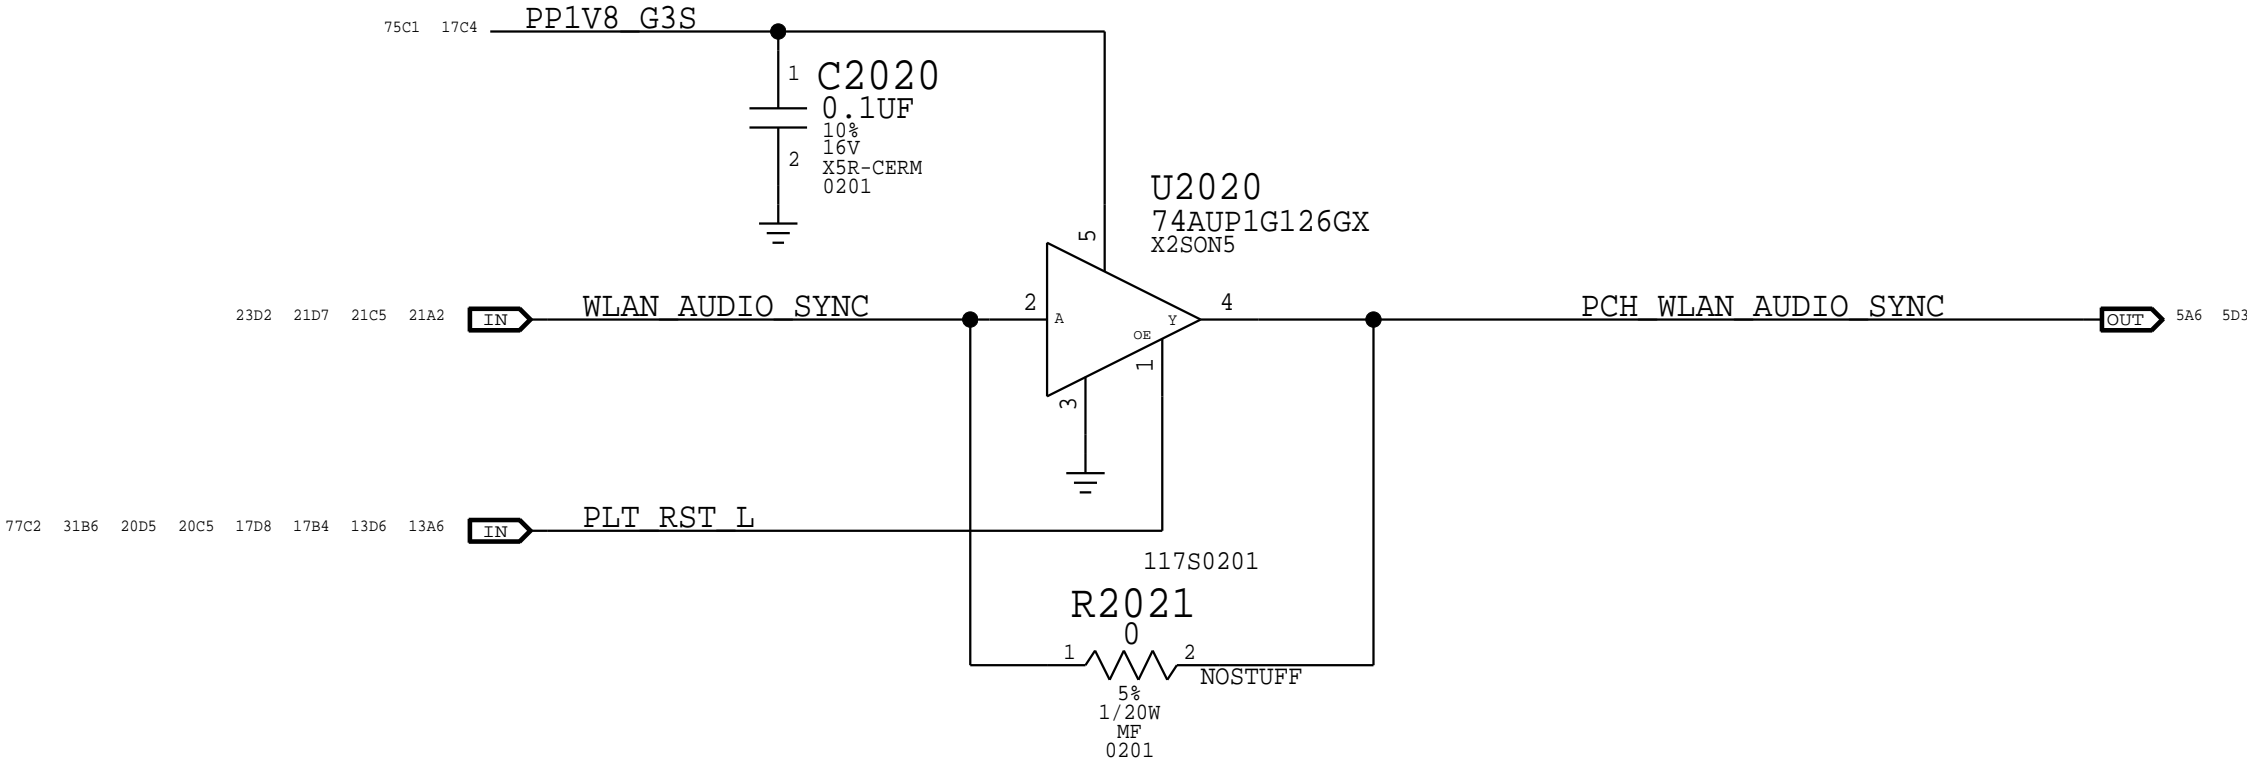 75C1 17C4 PP1V8_G3S
1 C2020
0.1UF
10%
16V
2 X5R-CERM
0201
U2020
74AUP1G126GX
X2SON5
5
23D2 21D7 21C5 21A2 IN WLAN_AUDIO_SYNC 2 A Y 4 PCH_WLAN_AUDIO_SYNC OUT 5A6 5D3
OE
1
3
77C2 31B6 20D5 20C5 17D8 17B4 13D6 13A6 IN PLT_RST_L
117S0201
R2021
0
1 2
NOSTUFF
5%
1/20W
MF
0201